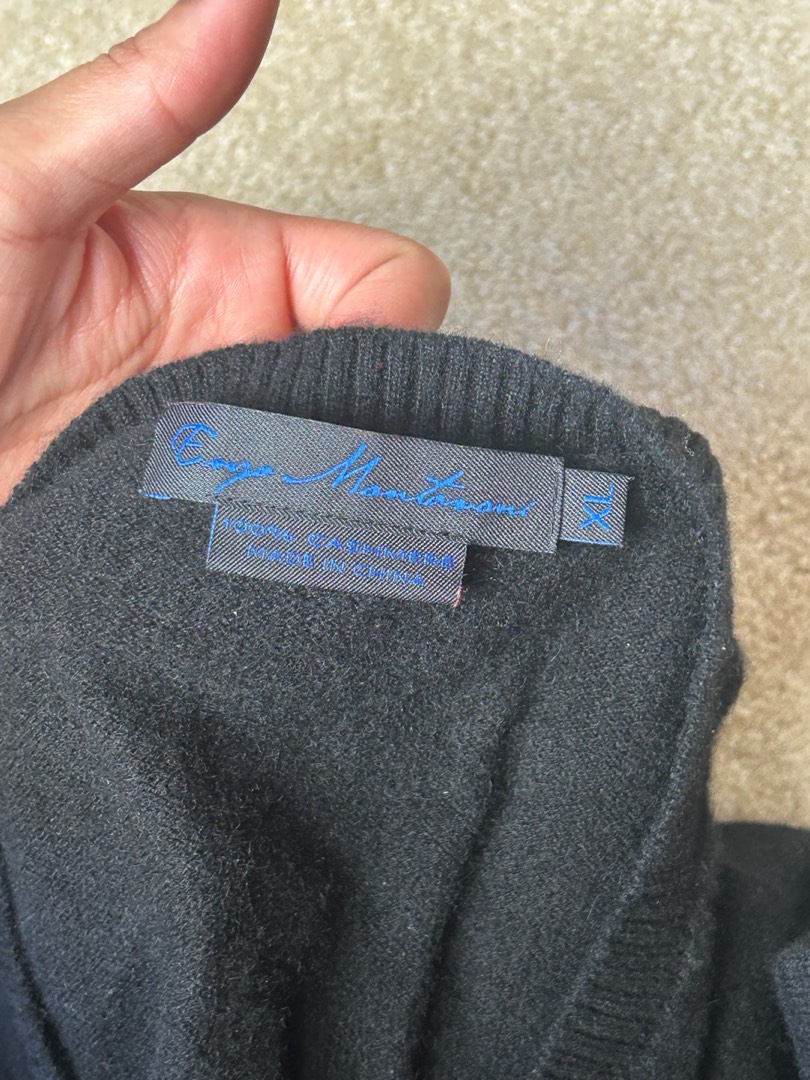 Enzo Mantovani
XL
100% CASHMERE
MADE IN CHINA